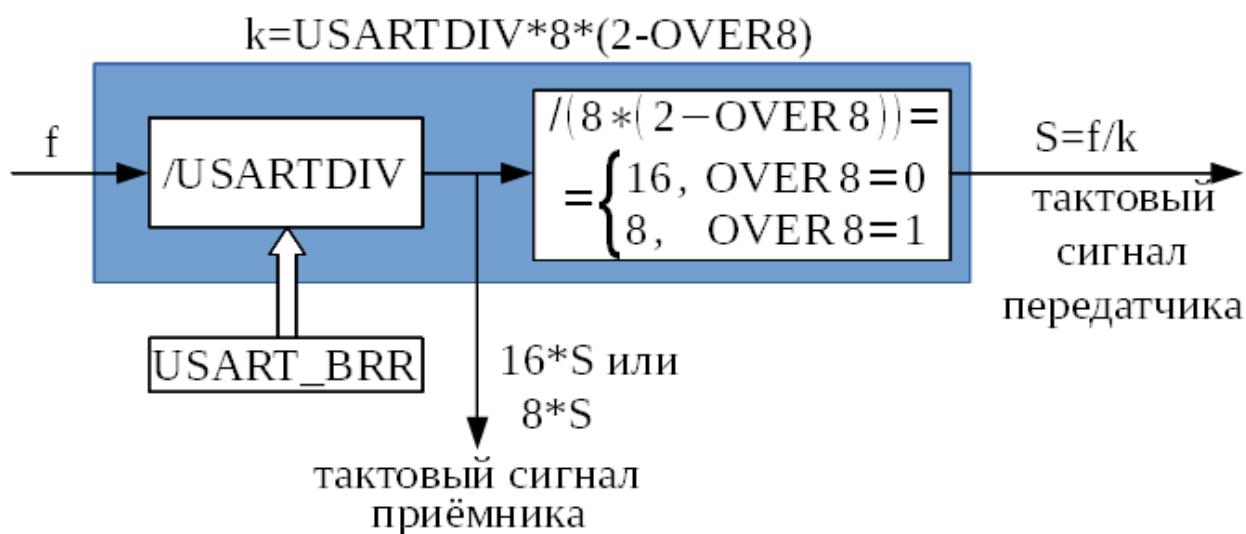 k=USARTDIV*8*(2-OVER8)
f
/USARTDIV
/(8*(2−OVER8))=
={16, OVER8=0
8, OVER8=1
S=f/k
тактовый
сигнал
передатчика
USART_BRR
16*S или
8*S
тактовый сигнал
приёмника